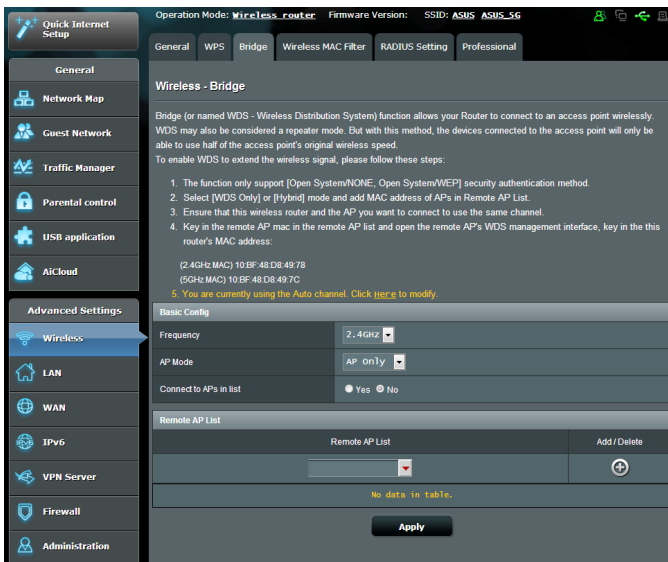 Operation Mode: Wireless router Firmware Version: SSID: ASUS ASUS_5G
Quick Internet Setup
General WPS Bridge Wireless MAC Filter RADIUS Setting Professional
General
Network Map
Guest Network
Traffic Manager
Parental control
USB application
AiCloud
Advanced Settings
Wireless
LAN
WAN
IPv6
IPv6
VPN Server
Firewall
Administration
Wireless - Bridge
Bridge (or named WDS - Wireless Distribution System) function allows your Router to connect to an access point wirelessly.
WDS may also be considered a repeater mode. But with this method, the devices connected to the access point will only be
able to use half of the access point's original wireless speed.
To enable WDS to extend the wireless signal, please follow these steps:
1. The function only support [Open System/NONE, Open System/WEP] security authentication method.
2. Select [WDS Only] or [Hybrid] mode and add MAC address of APs in Remote AP List.
3. Ensure that this wireless router and the AP you want to connect to use the same channel.
4. Key in the remote AP mac in the remote AP list and open the remote AP's WDS management interface, key in the this
router's MAC address:
(2.4GHz MAC) 10:BF:48:D8:49:78
(5GHz MAC) 10:BF:48:D8:49:7C
5. You are currently using the Auto channel. Click Here to modify.
Basic Config
Frequency 2.4GHz
AP Mode AP Only
Connect to APs in list Yes No
Remote AP List
Remote AP List Add / Delete
No data in table.
Apply